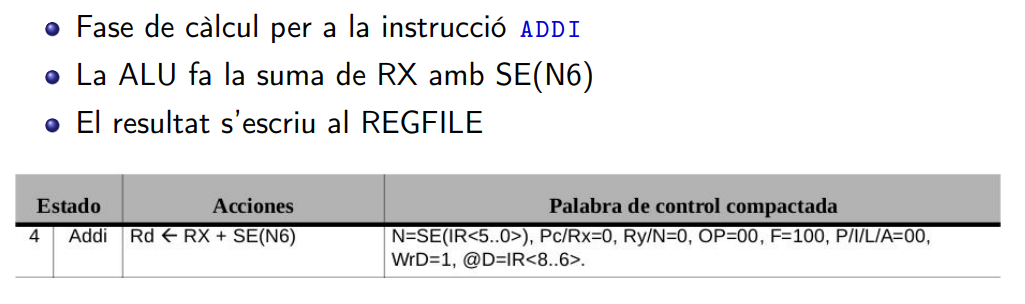 Fase de càlcul per a la instrucció ADDI
La ALU fa la suma de RX amb SE(N6)
El resultat s'escriu al REGFILE
Estado Acciones Palabra de control compactada
4 Addi Rd ← RX + SE(N6) N=SE(IR<5..0>), Pc/Rx=0, Ry/N=0, OP=00, F=100, P/I/L/A=00,
WrD=1, @D=IR<8..6>.